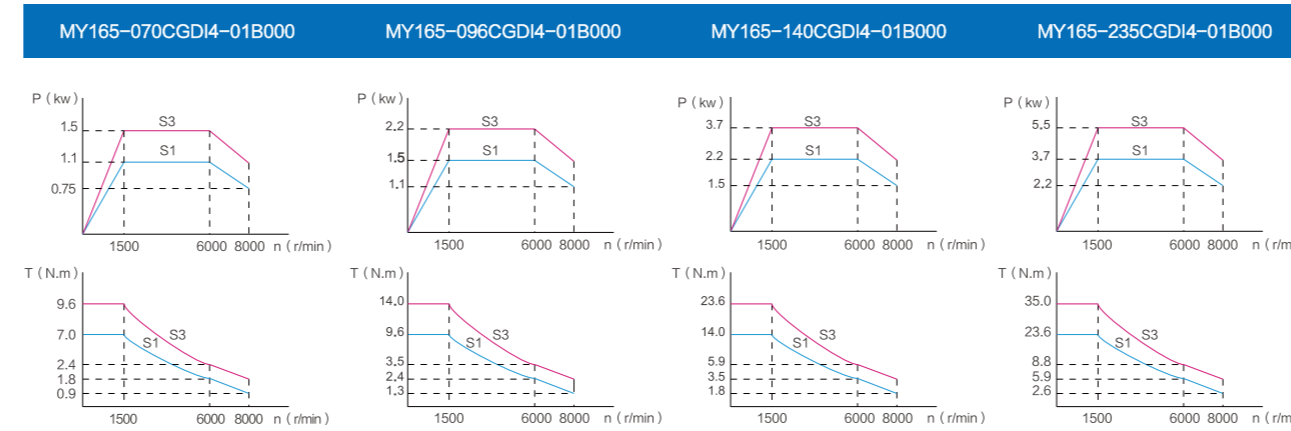 MY165-070CGDI4-01B000 MY165-096CGDI4-01B000 MY165-140CGDI4-01B000 MY165-235CGDI4-01B000
P(kw)
1.5
1.1
0.75
S3
S1
1500 6000 8000 n(r/min)
P(kw)
2.2
1.5
1.1
S3
S1
1500 6000 8000 n(r/min)
P(kw)
3.7
2.2
1.5
S3
S1
1500 6000 8000 n(r/min)
P(kw)
5,5
3.7
2,2
S3
S1
1500 6000 8000 n(r/m
T(N.m)
9.6
7.0
2.4
1.8
0.9
S3
S1
1500 6000 8000 n(r/min)
T(N.m)
14.0
9.6
3.5
2.4
1.3
S3
S1
1500 6000 8000 n(r/min)
T(N.m)
23.6
14.0
5.9
3.5
1.8
S3
S1
1500 6000 8000 n(r/min)
T(N.m)
35.0
23.6
8.8
5.9
2.6
S3
S1
1500 6000 8000 n(r/m